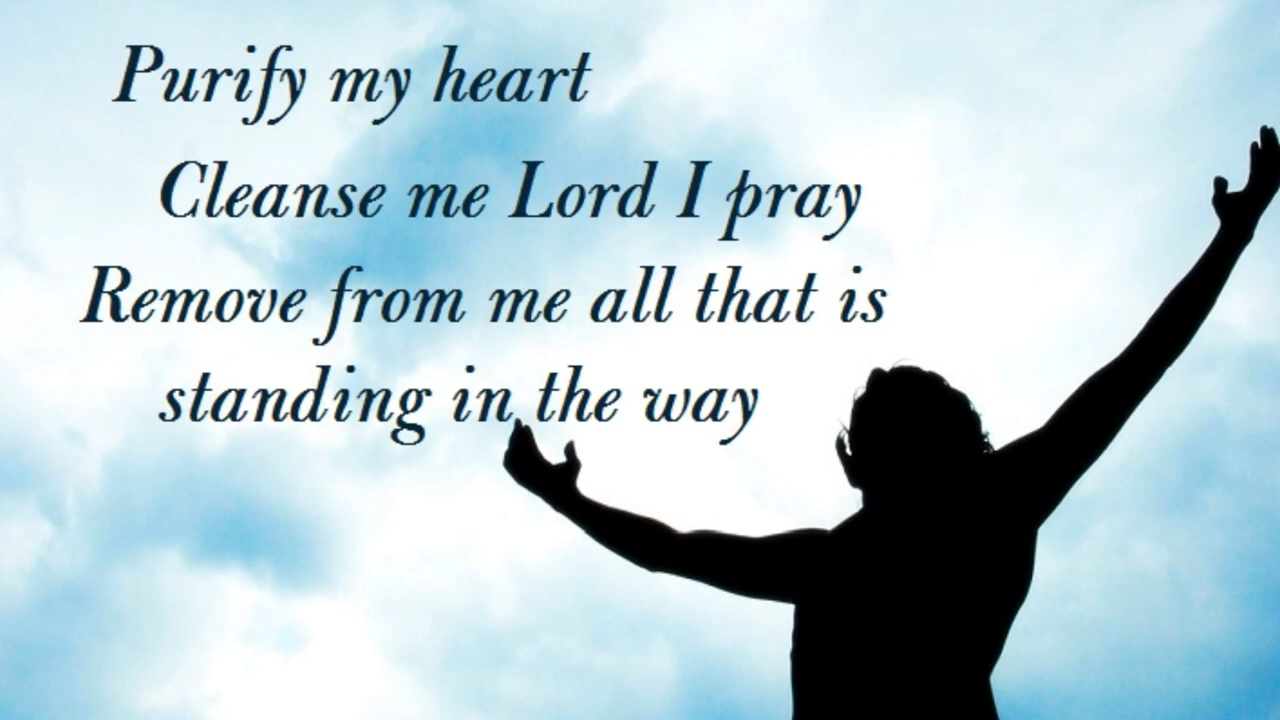 Purify my heart
Cleanse me Lord I pray
Remove from me all that is
standing in the way